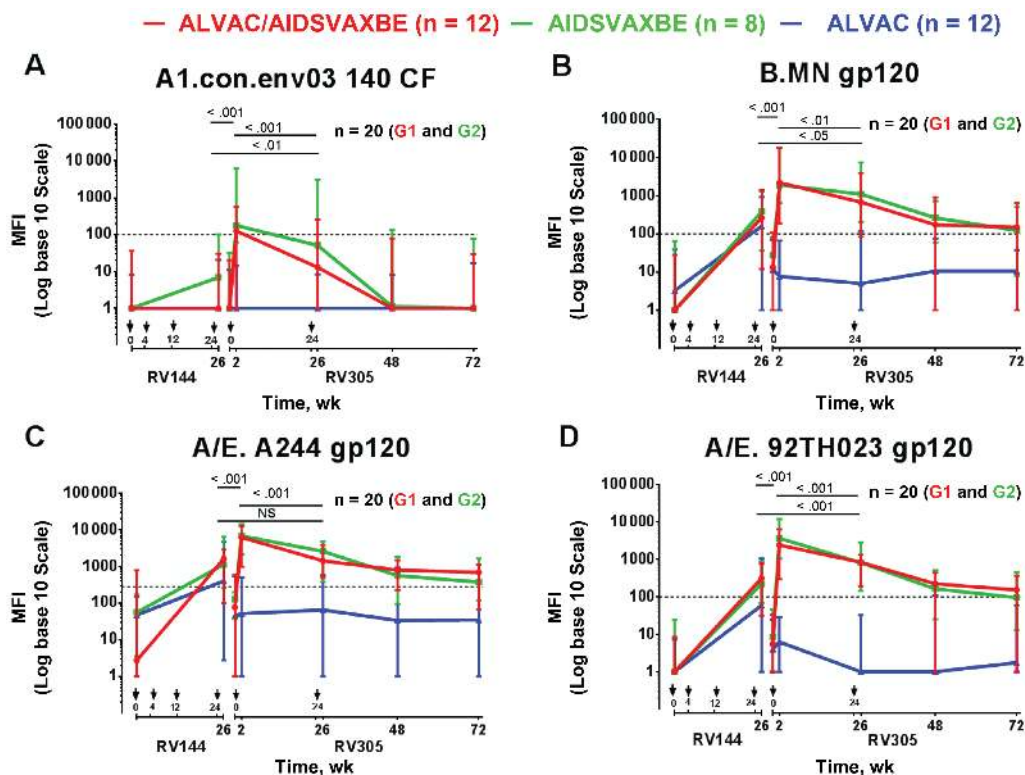 ALVAC/AIDSVAXBE (n = 12) AIDSVAXBE (n = 8) ALVAC (n = 12)
A
A1.con.env03 140 CF
< .001
< .001
< .01
n = 20 (G1 and G2)
MFI
(Log base 10 Scale)
100 000
10 000
1000
100
10
1
0 4 12 24 0 24
26 2 26 48 72
RV144 RV305
Time, wk
B
B.MN gp120
< .001
< .01
< .05
n = 20 (G1 and G2)
MFI
(Log base 10 Scale)
100 000
10 000
1000
100
10
1
0 4 12 24 0 24
26 2 26 48 72
RV144 RV305
Time, wk
C
A/E. A244 gp120
< .001
< .001
NS
n = 20 (G1 and G2)
MFI
(Log base 10 Scale)
100 000
10 000
1000
100
10
1
0 4 12 24 0 24
26 2 26 48 72
RV144 RV305
Time, wk
D
A/E. 92TH023 gp120
< .001
< .001
< .001
n = 20 (G1 and G2)
MFI
(Log base 10 Scale)
100 000
10 000
1000
100
10
1
0 4 12 24 0 24
26 2 26 48 72
RV144 RV305
Time, wk